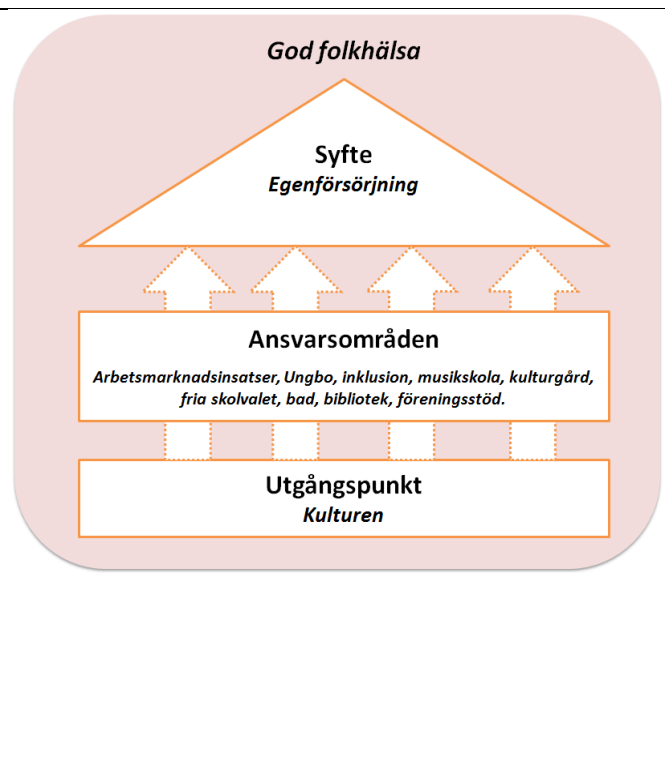 God folkhälsa
Syfte
Egenförsörjning
Ansvarsområden
Arbetsmarknadsinsatser, Ungbo, inklusion, musikskola, kulturgård,
fria skolvalet, bad, bibliotek, föreningsstöd.
Utgångspunkt
Kulturen